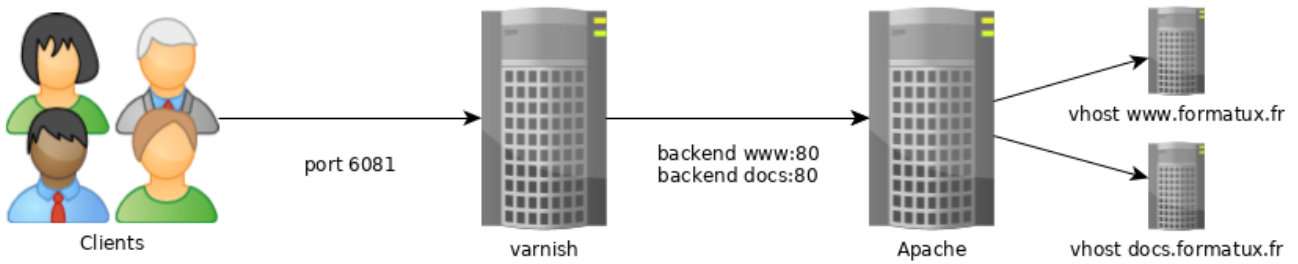 Clients
port 6081
varnish
backend www:80
backend docs:80
Apache
vhost www.formatux.fr
vhost docs.formatux.fr